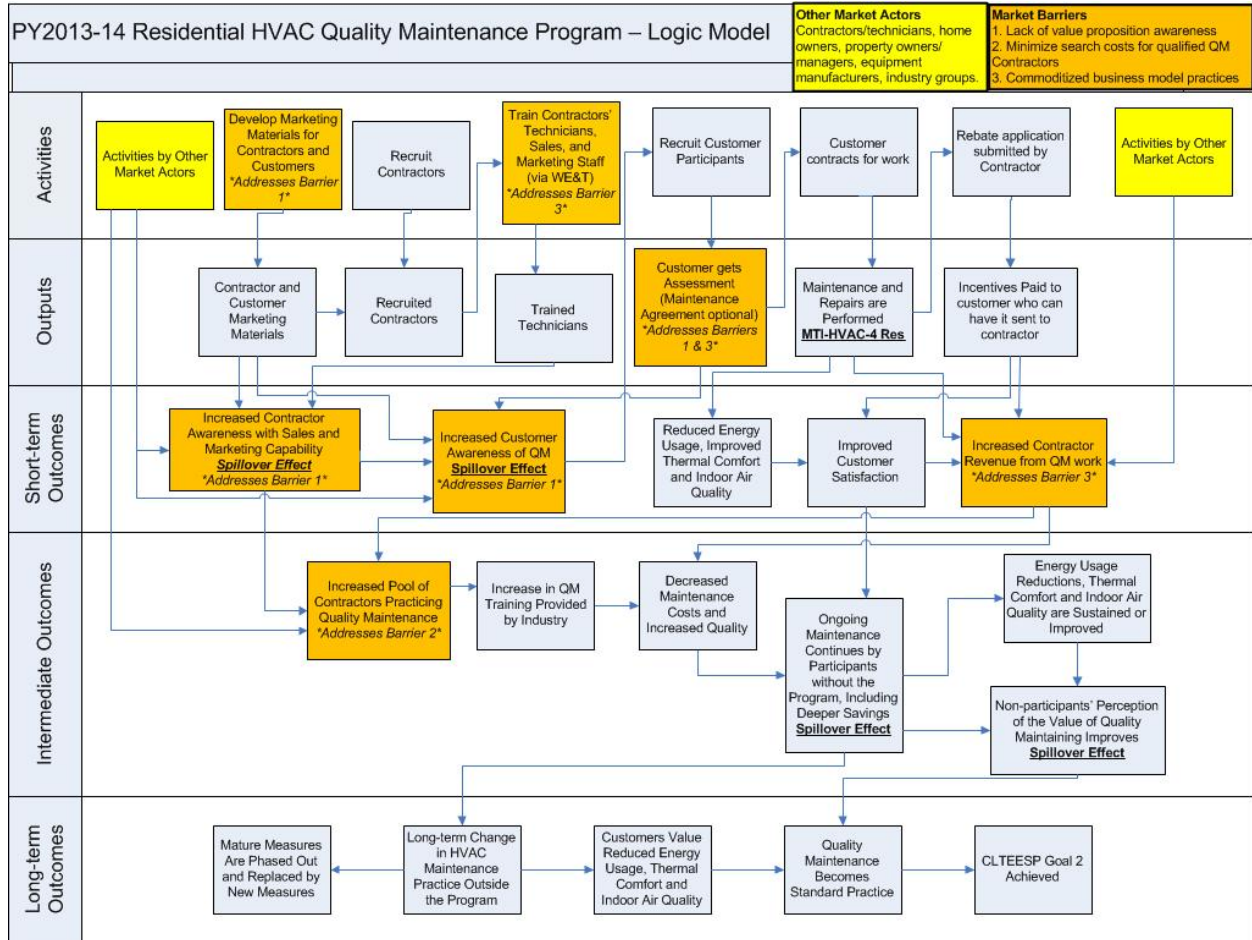 PY2013-14 Residential HVAC Quality Maintenance Program – Logic Model
Other Market Actors
Contractors/technicians, home
owners, property owners/
managers, equipment
manufacturers, industry groups.
Market Barriers
1. Lack of value proposition awareness
2. Minimize search costs for qualified QM
Contractors
3. Commoditized business model practices
Activities
Activities by Other
Market Actors
Develop Marketing
Materials for
Contractors and
Customers
*Addresses Barrier
1*
Recruit
Contractors
Train Contractors'
Technicians,
Sales, and
Marketing Staff
(via WE&T)
*Addresses Barrier
3*
Recruit Customer
Participants
Customer
contracts for work
Rebate application
submitted by
Contractor
Activities by Other
Market Actors
Outputs
Contractor and
Customer
Marketing
Materials
Recruited
Contractors
Trained
Technicians
Customer gets
Assessment
(Maintenance
Agreement optional)
*Addresses Barriers
1 & 3*
Maintenance and
Repairs are
Performed
MTI-HVAC-4 Res
Incentives Paid to
customer who can
have it sent to
contractor
Short-term
Outcomes
Increased Contractor
Awareness with Sales and
Marketing Capability
Spillover Effect
*Addresses Barrier 1*
Increased Customer
Awareness of QM
Spillover Effect
*Addresses Barrier 1*
Reduced Energy
Usage, Improved
Thermal Comfort
and Indoor Air
Quality
Improved
Customer
Satisfaction
Increased Contractor
Revenue from QM work
*Addresses Barrier 3*
Intermediate Outcomes
Increased Pool of
Contractors Practicing
Quality Maintenance
*Addresses Barrier 2*
Increase in QM
Training Provided
by Industry
Decreased
Maintenance
Costs and
Increased Quality
Ongoing
Maintenance
Continues by
Participants
without the
Program, Including
Deeper Savings
Spillover Effect
Energy Usage
Reductions, Thermal
Comfort and Indoor Air
Quality are Sustained or
Improved
Non-participants' Perception
of the Value of Quality
Maintaining Improves
Spillover Effect
Long-term
Outcomes
Mature Measures
Are Phased Out
and Replaced by
New Measures
Long-term Change
in HVAC
Maintenance
Practice Outside
the Program
Customers Value
Reduced Energy
Usage, Thermal
Comfort and
Indoor Air Quality
Quality
Maintenance
Becomes
Standard Practice
CLTEESP Goal 2
Achieved